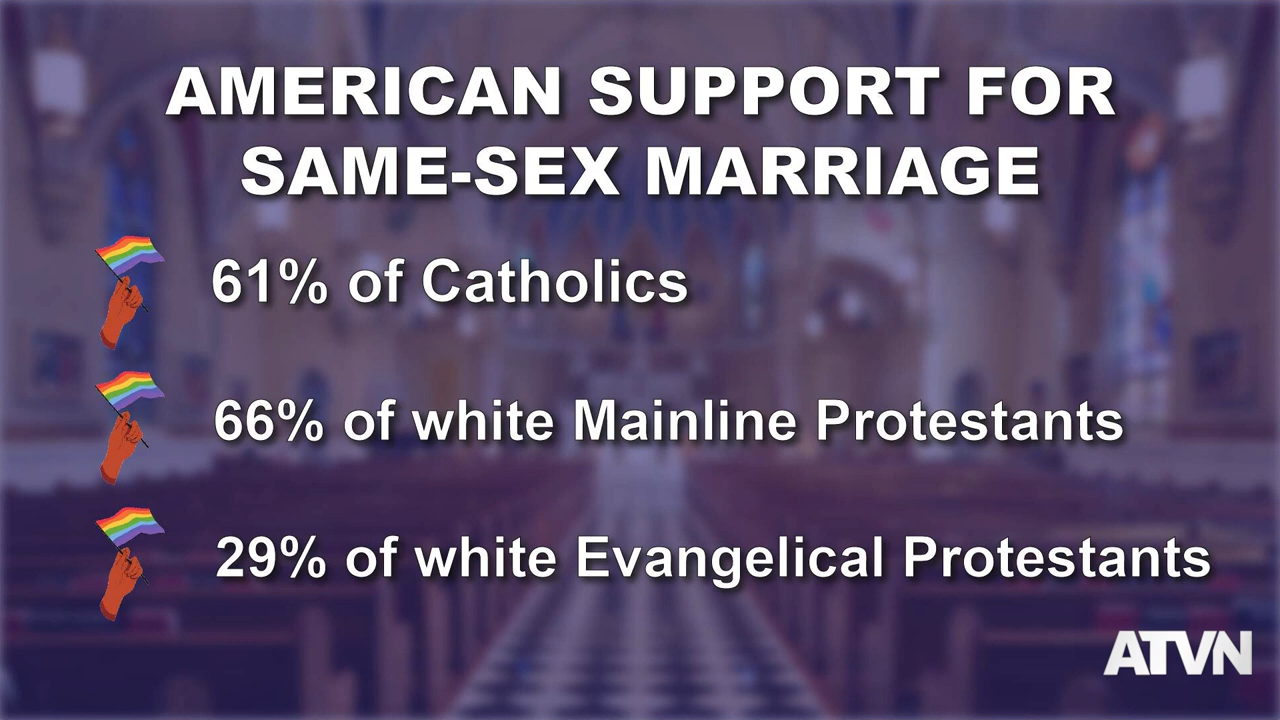 AMERICAN SUPPORT FOR
SAME-SEX MARRIAGE
61% of Catholics
66% of white Mainline Protestants
29% of white Evangelical Protestants
ATVN